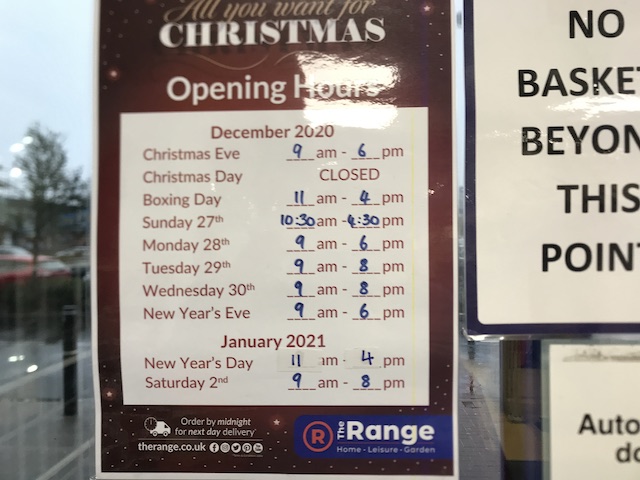 All you want for
CHRISTMAS
Opening Hours
December 2020
Christmas Eve 9 am - 6 pm
Christmas Day CLOSED
Boxing Day 11 am - 4 pm
Sunday 27th 10:30 am - 4:30 pm
Monday 28th 9 am - 6 pm
Tuesday 29th 9 am - 8 pm
Wednesday 30th 9 am - 8 pm
New Year's Eve 9 am - 6 pm
January 2021
New Year's Day 11 am - 4 pm
Saturday 2nd 9 am - 8 pm
Order by midnight
for next day delivery*
therange.co.uk
R The Range
Home - Leisure - Garden
NO
BASKE
BEYON
THIS
POINT
Auto
do